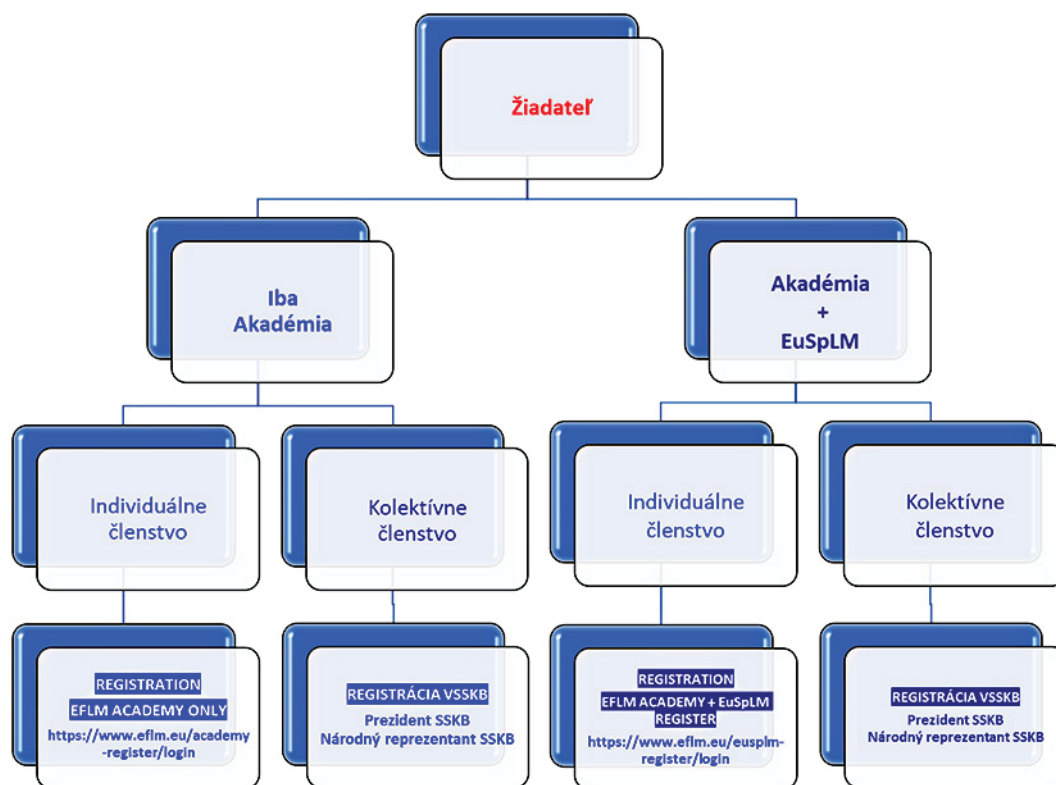 Žiadateľ
Iba
Akadémia
Akadémia
+
EuSpLM
Individuálne
členstvo
Kolektívne
členstvo
Individuálne
členstvo
Kolektívne
členstvo
REGISTRATION
EFLM ACADEMY ONLY
https://www.eflm.eu/academy
-register/login
REGISTRÁCIA VSSKB
Prezident SSKB
Národný reprezentant SSKB
REGISTRATION
EFLM ACADEMY + EuSpLM
REGISTER
https://www.eflm.eu/eusplm-
register/login
REGISTRÁCIA VSSKB
Prezident SSKB
Národný reprezentant SSKB